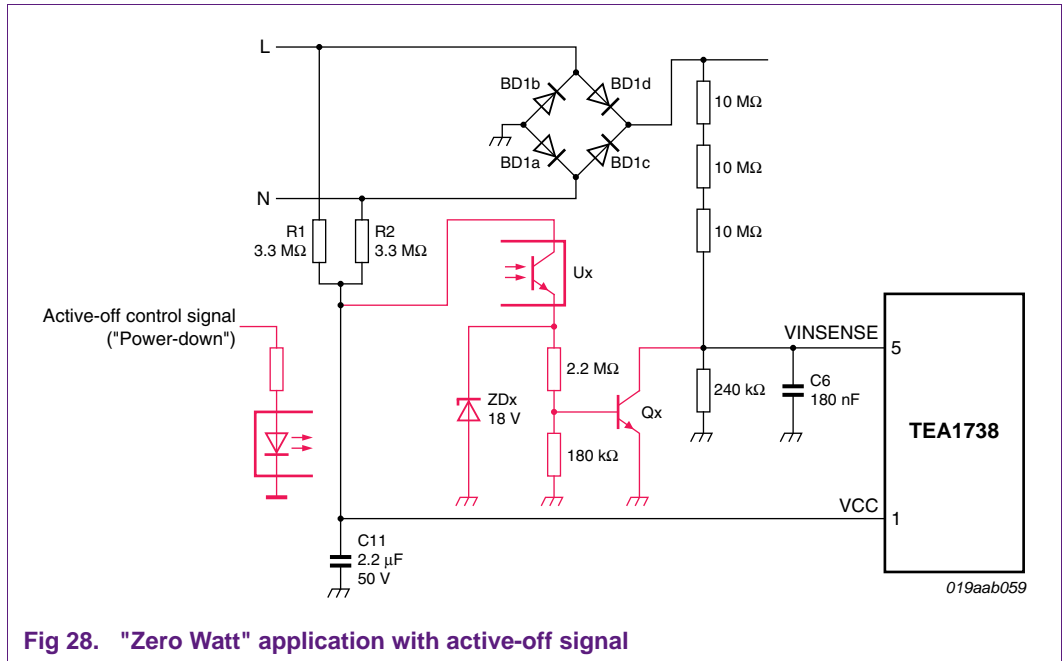 L
BD1b
BD1d
BD1a
BD1c
10 MΩ
10 MΩ
10 MΩ
N
R1
3.3 MΩ
R2
3.3 MΩ
Ux
Active-off control signal
("Power-down")
VINSENSE
5
2.2 MΩ
240 kΩ
C6
180 nF
ZDx
18 V
Qx
TEA1738
180 kΩ
VCC
1
C11
2.2 μF
50 V
019aab059
Fig 28. "Zero Watt" application with active-off signal